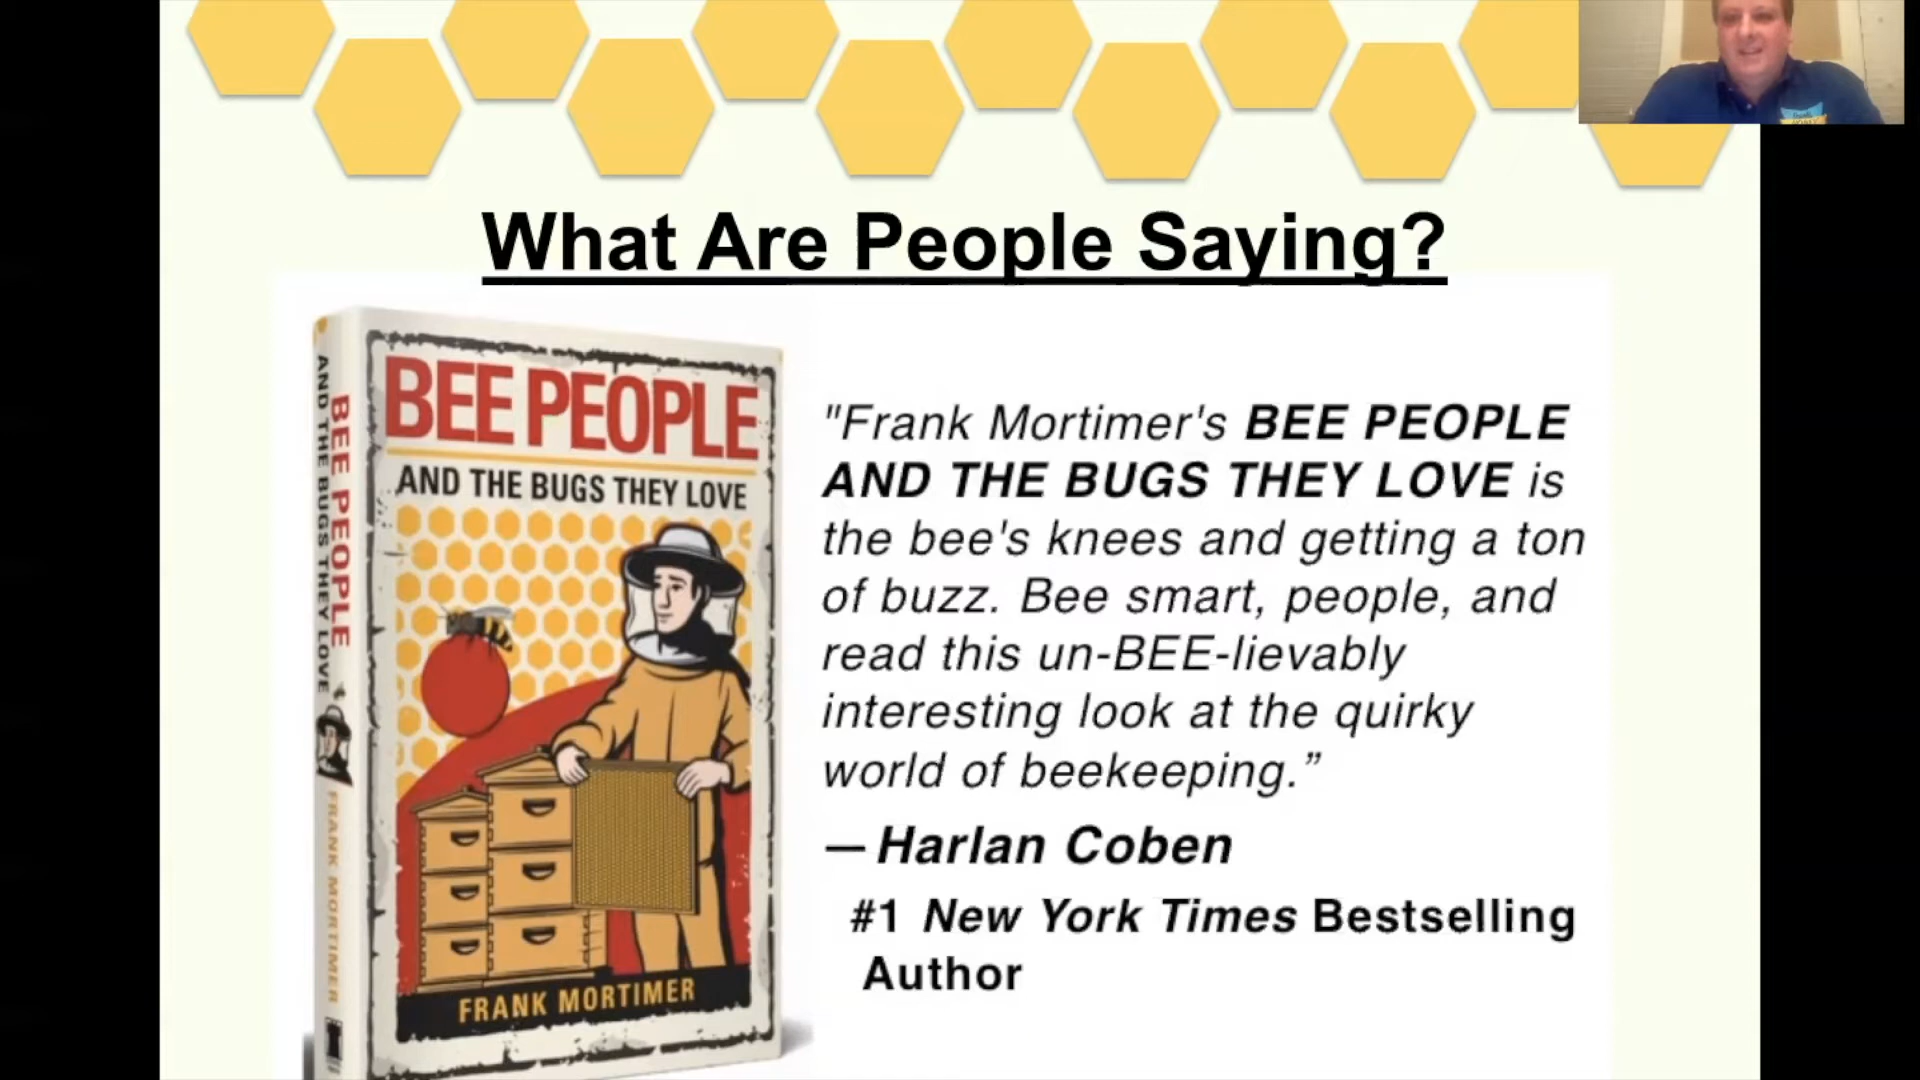 What Are People Saying?
BEE PEOPLE
AND THE BUGS THEY LOVE
FRANK MORTIMER
BEE PEOPLE
AND THE BUGS THEY LOVE
FRANK MORTIMER
"Frank Mortimer's BEE PEOPLE
AND THE BUGS THEY LOVE is
the bee's knees and getting a ton
of buzz. Bee smart, people, and
read this un-BEE-lievably
interesting look at the quirky
world of beekeeping.”
— Harlan Coben
#1 New York Times Bestselling
Author